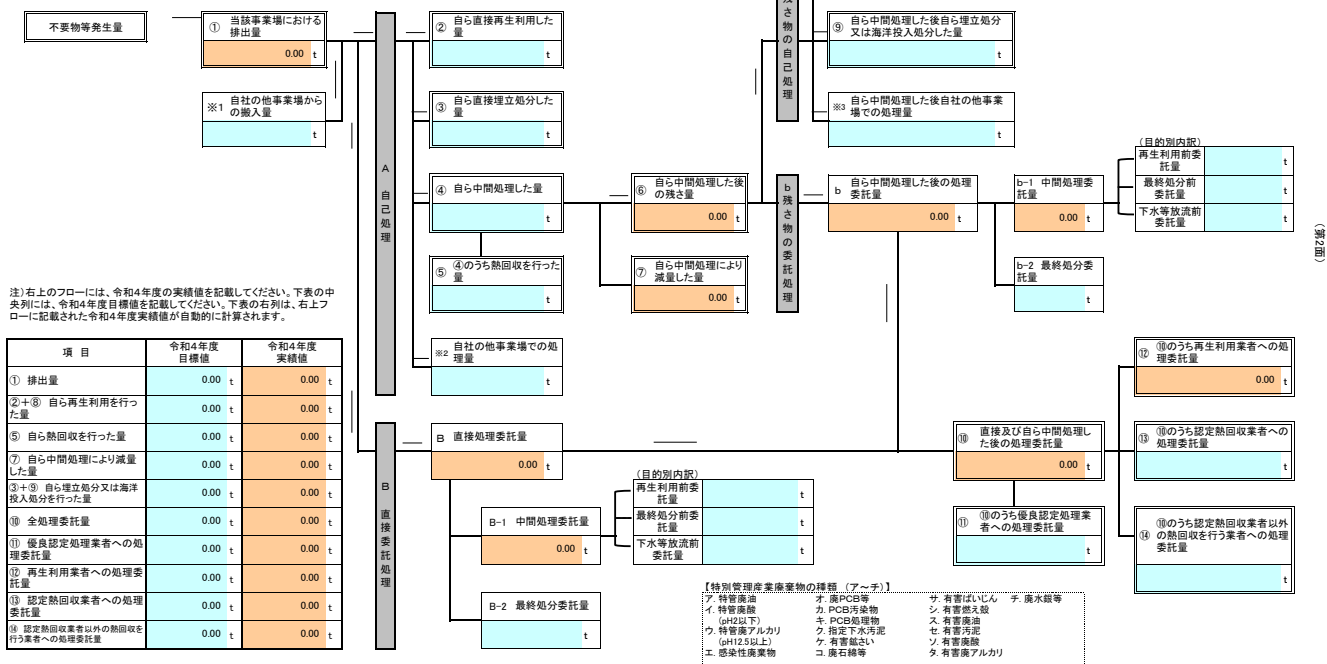 不要物等発生量
① 当該事業場における
排出量
0.00 t
※1 自社の他事業場から
の搬入量
t
A 自己処理
② 自ら直接再生利用した
量
t
③ 自ら直接埋立処分した
量
t
④ 自ら中間処理した量
t
⑤ ④のうち熱回収を行った
量
t
※2 自社の他事業場での処
理量
t
⑥ 自ら中間処理した後
の残さ量
0.00 t
⑦ 自ら中間処理により
減量した量
0.00 t
残さ物の自己処理
⑨ 自ら中間処理した後自ら埋立処分
又は海洋投入処分した量
t
※3 自ら中間処理した後自社の他事業
場での処理量
t
b 残さ物の委託処理
b 自ら中間処理した後の処理
委託量
0.00 t
b-1 中間処理委
託量
0.00 t
b-2 最終処分委
託量
t
(目的別内訳)
再生利用前委
託量
t
最終処分前
委託量
t
下水等放流前
委託量
t
(第2面)
注)右上のフローには、令和4年度の実績値を記載してください。下表の中
央列には、令和4年度目標値を記載してください。下表の右列は、右上フ
ローに記載された令和4年度実績値が自動的に計算されます。
項 目 令和4年度
目標値 令和4年度
実績値
① 排出量 0.00 t 0.00 t
②+⑧ 自ら再生利用を行っ
た量 0.00 t 0.00 t
⑤ 自ら熱回収を行った量 0.00 t 0.00 t
⑦ 自ら中間処理により減量
した量 0.00 t 0.00 t
③+⑨ 自ら埋立処分又は海洋
投入処分を行った量 0.00 t 0.00 t
⑩ 全処理委託量 0.00 t 0.00 t
⑪ 優良認定処理業者への処
理委託量 0.00 t 0.00 t
⑫ 再生利用業者への処理委
託量 0.00 t 0.00 t
⑬ 認定熱回収業者への処理
委託量 0.00 t 0.00 t
⑭ 認定熱回収業者以外の熱回収を
行う業者への処理委託量 0.00 t 0.00 t
B 直接委託処理
B 直接処理委託量
0.00 t
B-1 中間処理委託量
0.00 t
B-2 最終処分委託量
t
(目的別内訳)
再生利用前委
託量
t
最終処分前委
託量
t
下水等放流前
委託量
t
⑩ 直接及び自ら中間処理し
た後の処理委託量
0.00 t
⑪ ⑩のうち優良認定処理業
者への処理委託量
t
⑫ ⑩のうち再生利用業者への処
理委託量
0.00 t
⑬ ⑩のうち認定熱回収業者への
処理委託量
t
⑭ ⑩のうち認定熱回収業者以外
の熱回収を行う業者への処理
委託量
t
【特別管理産業廃棄物の種類 (ア~チ)】
ア. 特管廃油 オ. 廃PCB等 サ. 有害ばいじん チ. 廃水銀等
イ. 特管廃酸 カ. PCB汚染物 シ. 有害燃え殻
(pH2以下) キ. PCB処理物 ス. 有害廃油
ウ. 特管廃アルカリ ク. 指定下水汚泥 セ. 有害汚泥
(pH12.5以上) ケ. 有害鉱さい ソ. 有害廃酸
エ. 感染性廃棄物 コ. 廃石綿等 タ. 有害廃アルカリ